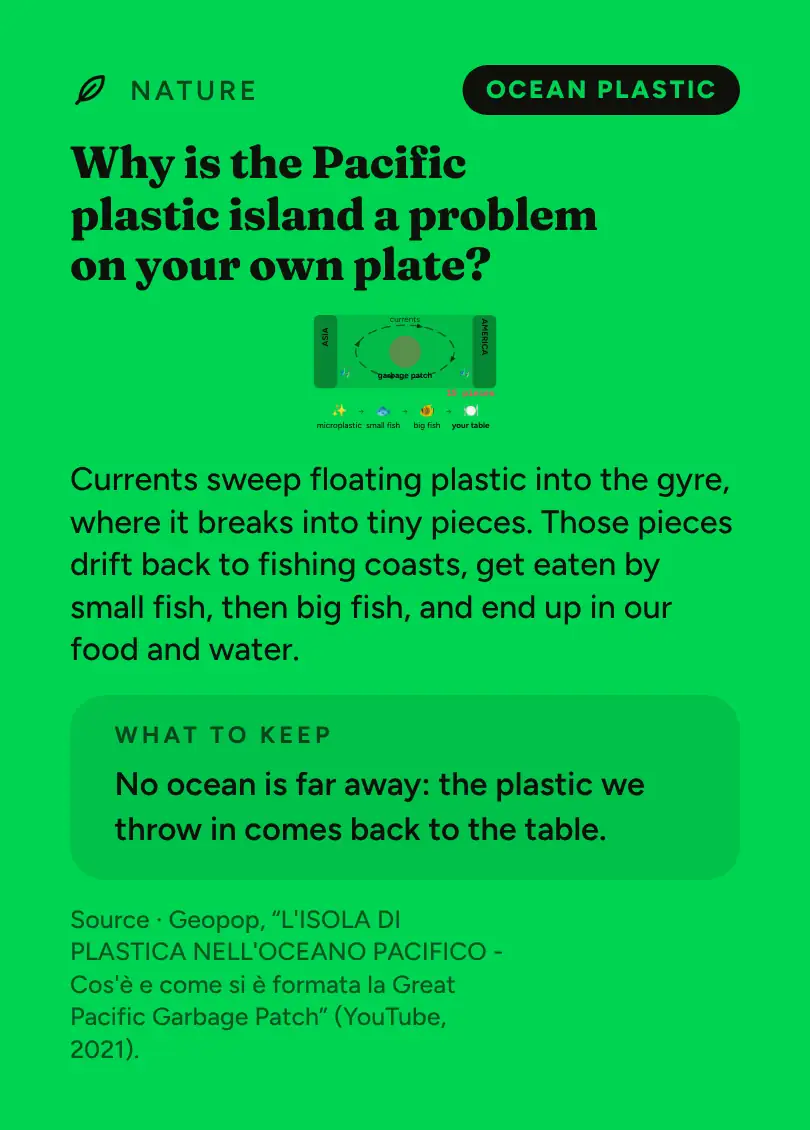 NATURE
OCEAN PLASTIC
Why is the Pacific
plastic island a problem
on your own plate?
currents
ASIA
AMERICA
garbage patch
microplastic small fish big fish your table
Currents sweep floating plastic into the gyre,
where it breaks into tiny pieces. Those pieces
drift back to fishing coasts, get eaten by
small fish, then big fish, and end up in our
food and water.
WHAT TO KEEP
No ocean is far away: the plastic we
throw in comes back to the table.
Source · Geopop, “L'ISOLA DI
PLASTICA NELL'OCEANO PACIFICO -
Cos'è e come si è formata la Great
Pacific Garbage Patch” (YouTube,
2021).